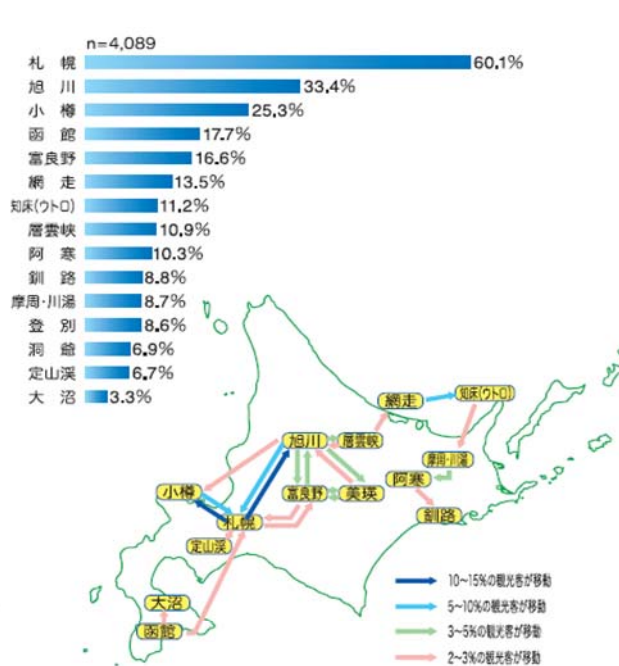 n=4,089
札幌 60.1%
旭川 33.4%
小樽 25.3%
函館 17.7%
富良野 16.6%
網走 13.5%
知床(ウトロ) 11.2%
層雲峡 10.9%
阿寒 10.3%
釧路 8.8%
摩周・川湯 8.7%
登別 8.6%
洞爺 6.9%
定山渓 6.7%
大沼 3.3%
網走
知床(ウトロ)
旭川
層雲峡
摩周・川湯
阿寒
小樽
富良野
美瑛
釧路
札幌
定山渓
大沼
函館
10~15%の観光客が移動
5~10%の観光客が移動
3~5%の観光客が移動
2~3%の観光客が移動